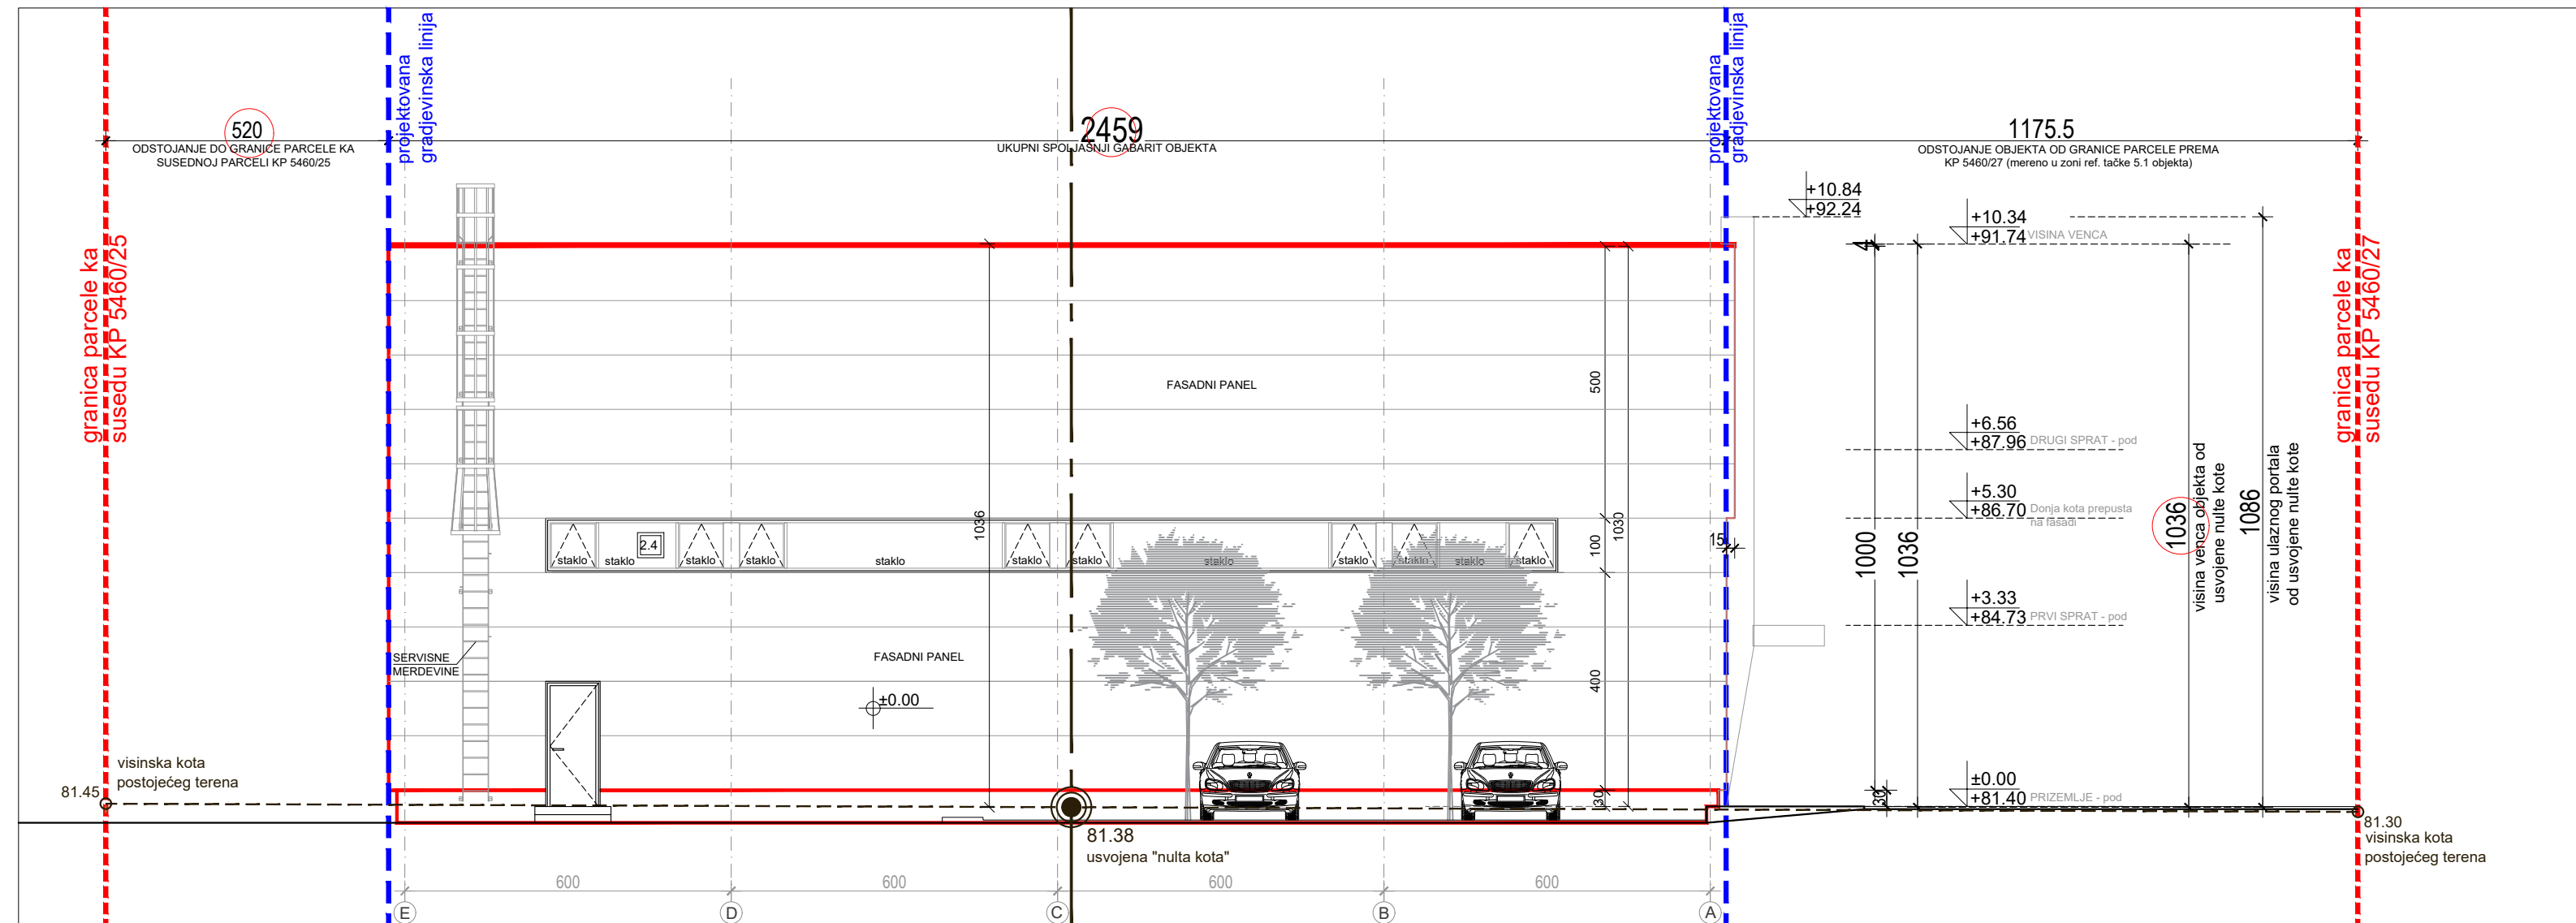 projektovana
gradjevinska linija
projektovana
gradjevinska linija
520
ODSTOJANJE DO GRANICE PARCELE KA
SUSEDNOJ PARCELI KP 5460/25
2459
UKUPNI SPOLJAŠNJI GABARIT OBJEKTA
1175.5
ODSTOJANJE OBJEKTA OD GRANICE PARCELE PREMA
KP 5460/27 (mereno u zoni ref. tačke 5.1 objekta)
granica parcele ka
susedu KP 5460/25
granica parcele ka
susedu KP 5460/27
+10.84
+92.24
+10.34
+91.74 VISINA VENCA
4
FASADNI PANEL
500
+6.56
+87.96 DRUGI SPRAT - pod
+5.30
+86.70 Donja kota prepusta
na fasadi
1036
100
1030
15
1000
1036
1036
visina venca objekta od
usvojene nulte kote
1086
visina ulaznog portala
od usvojene nulte kote
2.4
staklo
staklo
staklo
staklo
staklo
staklo
staklo
staklo
staklo
staklo
staklo
staklo
+3.33
+84.73 PRVI SPRAT - pod
SERVISNE
MERDEVINE
FASADNI PANEL
400
±0.00
visinska kota
postojećeg terena
81.45
30
30
±0.00
+81.40 PRIZEMLJE - pod
81.38
usvojena "nulta kota"
81.30
visinska kota
postojećeg terena
600
600
600
600
E
D
C
B
A